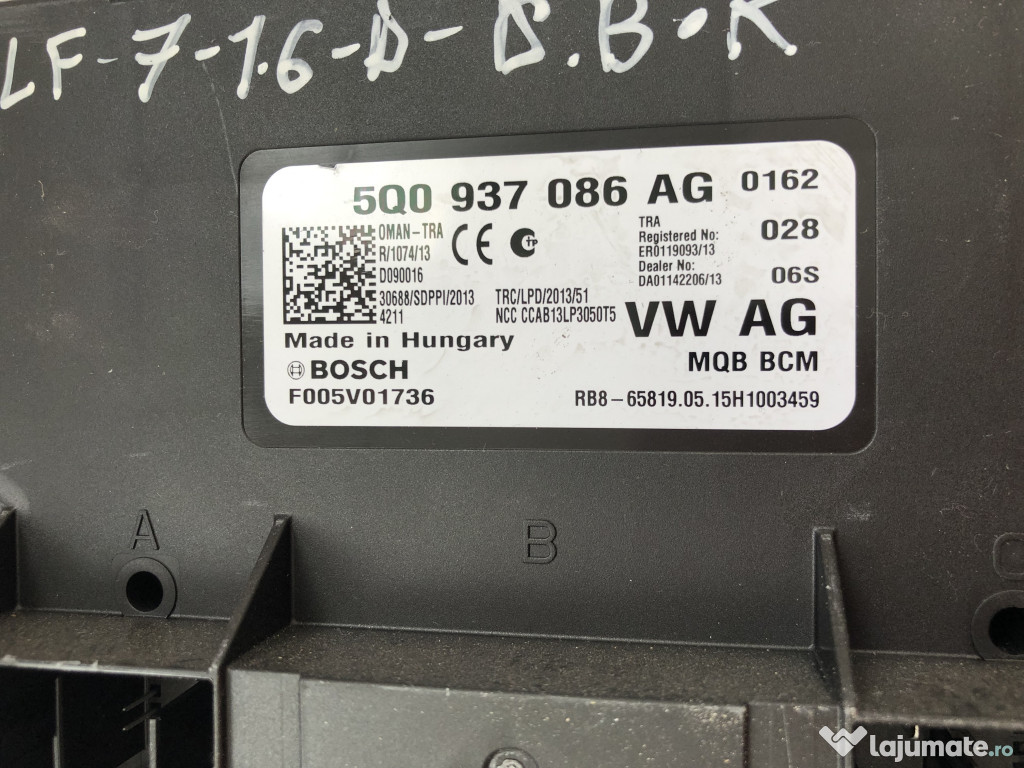 LF-7-1.6-D-S.B-K
5Q0 937 086 AG 0162
OMAN-TRA
R/1074/13
D090016
30688/SDPPI/2013
4211
CE
TRC/LPD/2013/51
NCC CCAB13LP3050T5
TRA
Registered No:
ER0119093/13
Dealer No:
DA01142206/13
028
06S
VW AG
MQB BCM
Made in Hungary
BOSCH
F005V01736
RB8-65819.05.15H1003459
A
B
C
lajumate.ro